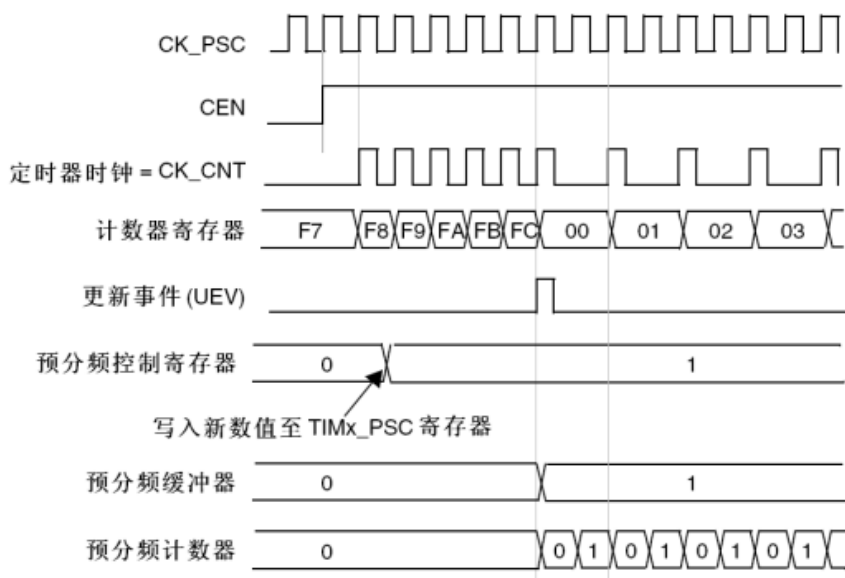 CK_PSC
CEN
定时器时钟 = CK_CNT
计数器寄存器 F7 F8 F9 FA FB FC 00 01 02 03
更新事件 (UEV)
预分频控制寄存器 0 1
写入新数值至 TIMx_PSC 寄存器
预分频缓冲器 0 1
预分频计数器 0 0 1 0 1 0 1 0 1